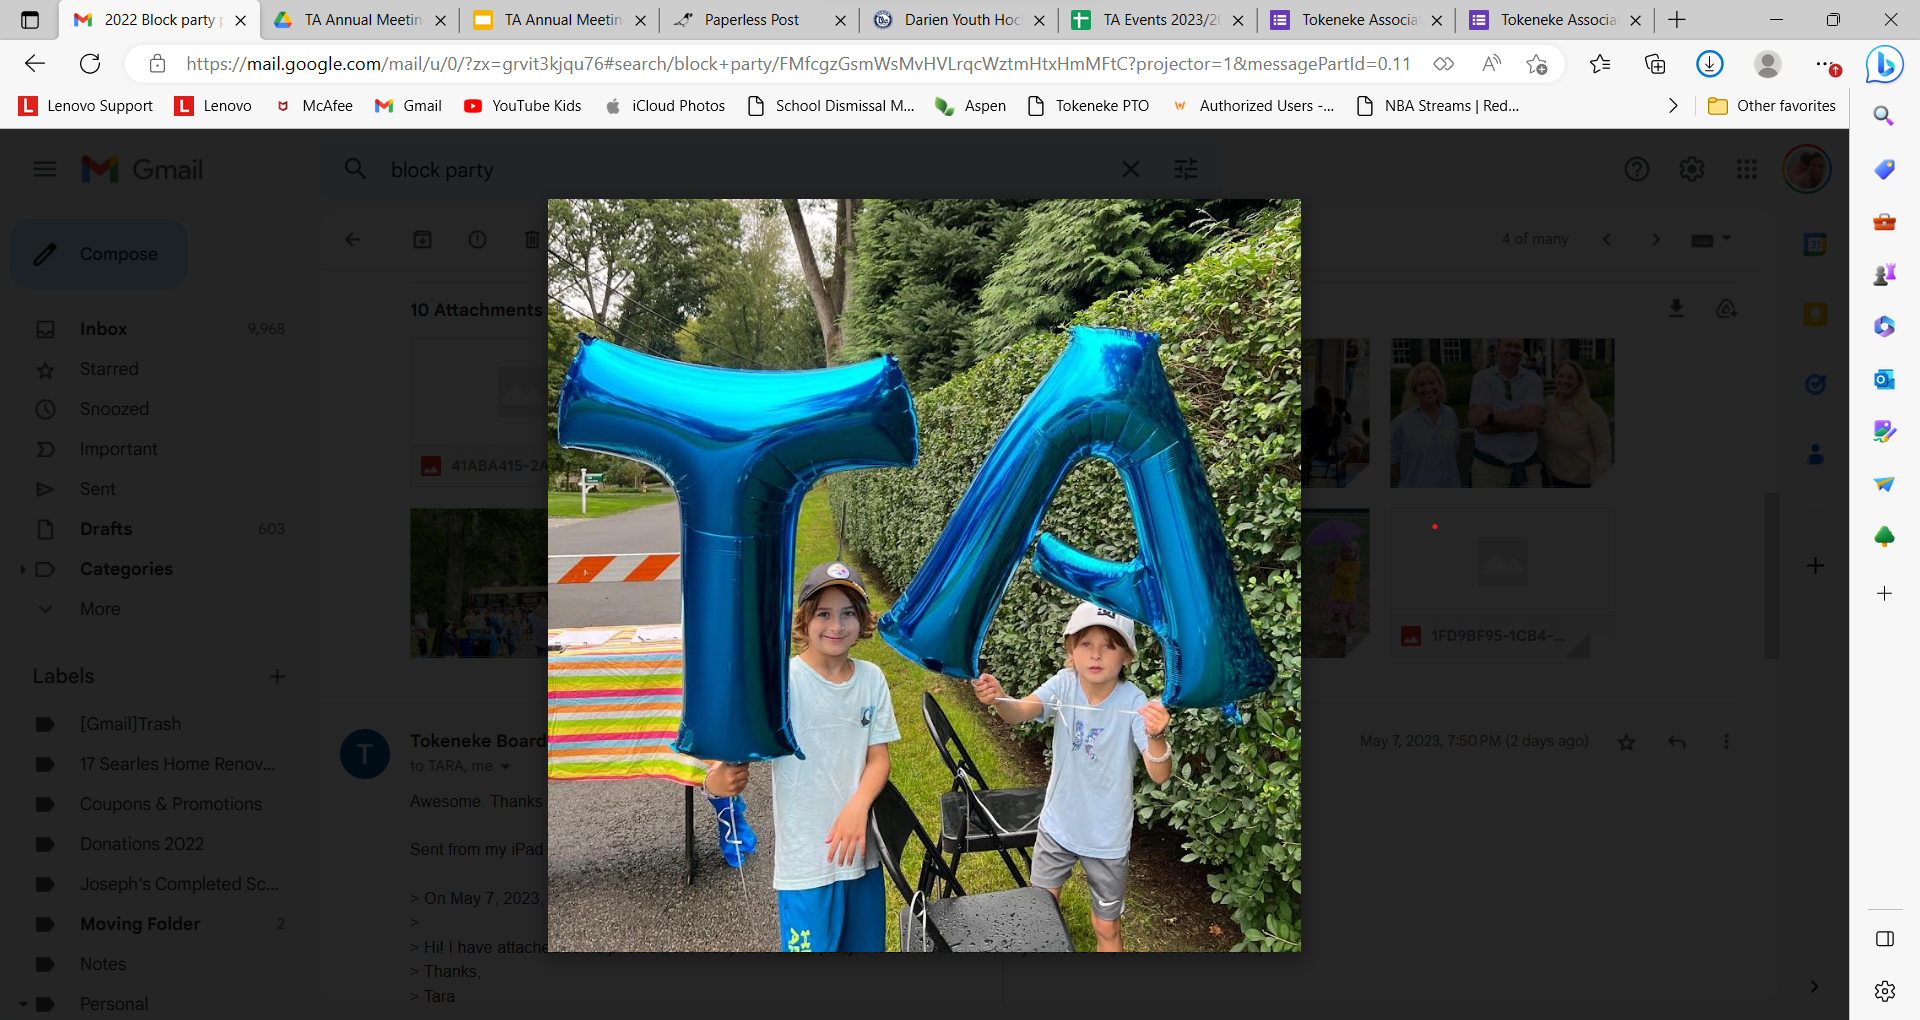 2022 Block party
TA Annual Meetin
TA Annual Meetin
Paperless Post
Darien Youth Hoc
TA Events 2023/20
Tokeneke Associa
Tokeneke Associa
https://mail.google.com/mail/u/0/?zx=grvit3kjqu76#search/block+party/FMfcgzGsmWsMvHVLrqcWztmHtxHmMFtC?projector=1&messagePartId=0.11
Lenovo Support
Lenovo
McAfee
Gmail
YouTube Kids
iCloud Photos
School Dismissal M...
Aspen
Tokeneke PTO
Authorized Users -...
NBA Streams | Red...
Other favorites
Gmail
block party
Compose
4 of many
10 Attachments
Inbox 9,968
Starred
Snoozed
Important
Sent
Drafts 603
Categories
More
Labels
[Gmail]Trash
17 Searles Home Renov...
Coupons & Promotions
Donations 2022
Joseph's Completed Sc...
Moving Folder 2
Notes
Personal
41ABA415-2A
1FD9BF95-1CB4-...
TA
T
Tokeneke Board
to TARA, me
May 7, 2023, 7:50 PM (2 days ago)
Awesome. Thanks
Sent from my iPad
> On May 7, 2023,
>
> Hi! I have attache
> Thanks,
> Tara
31